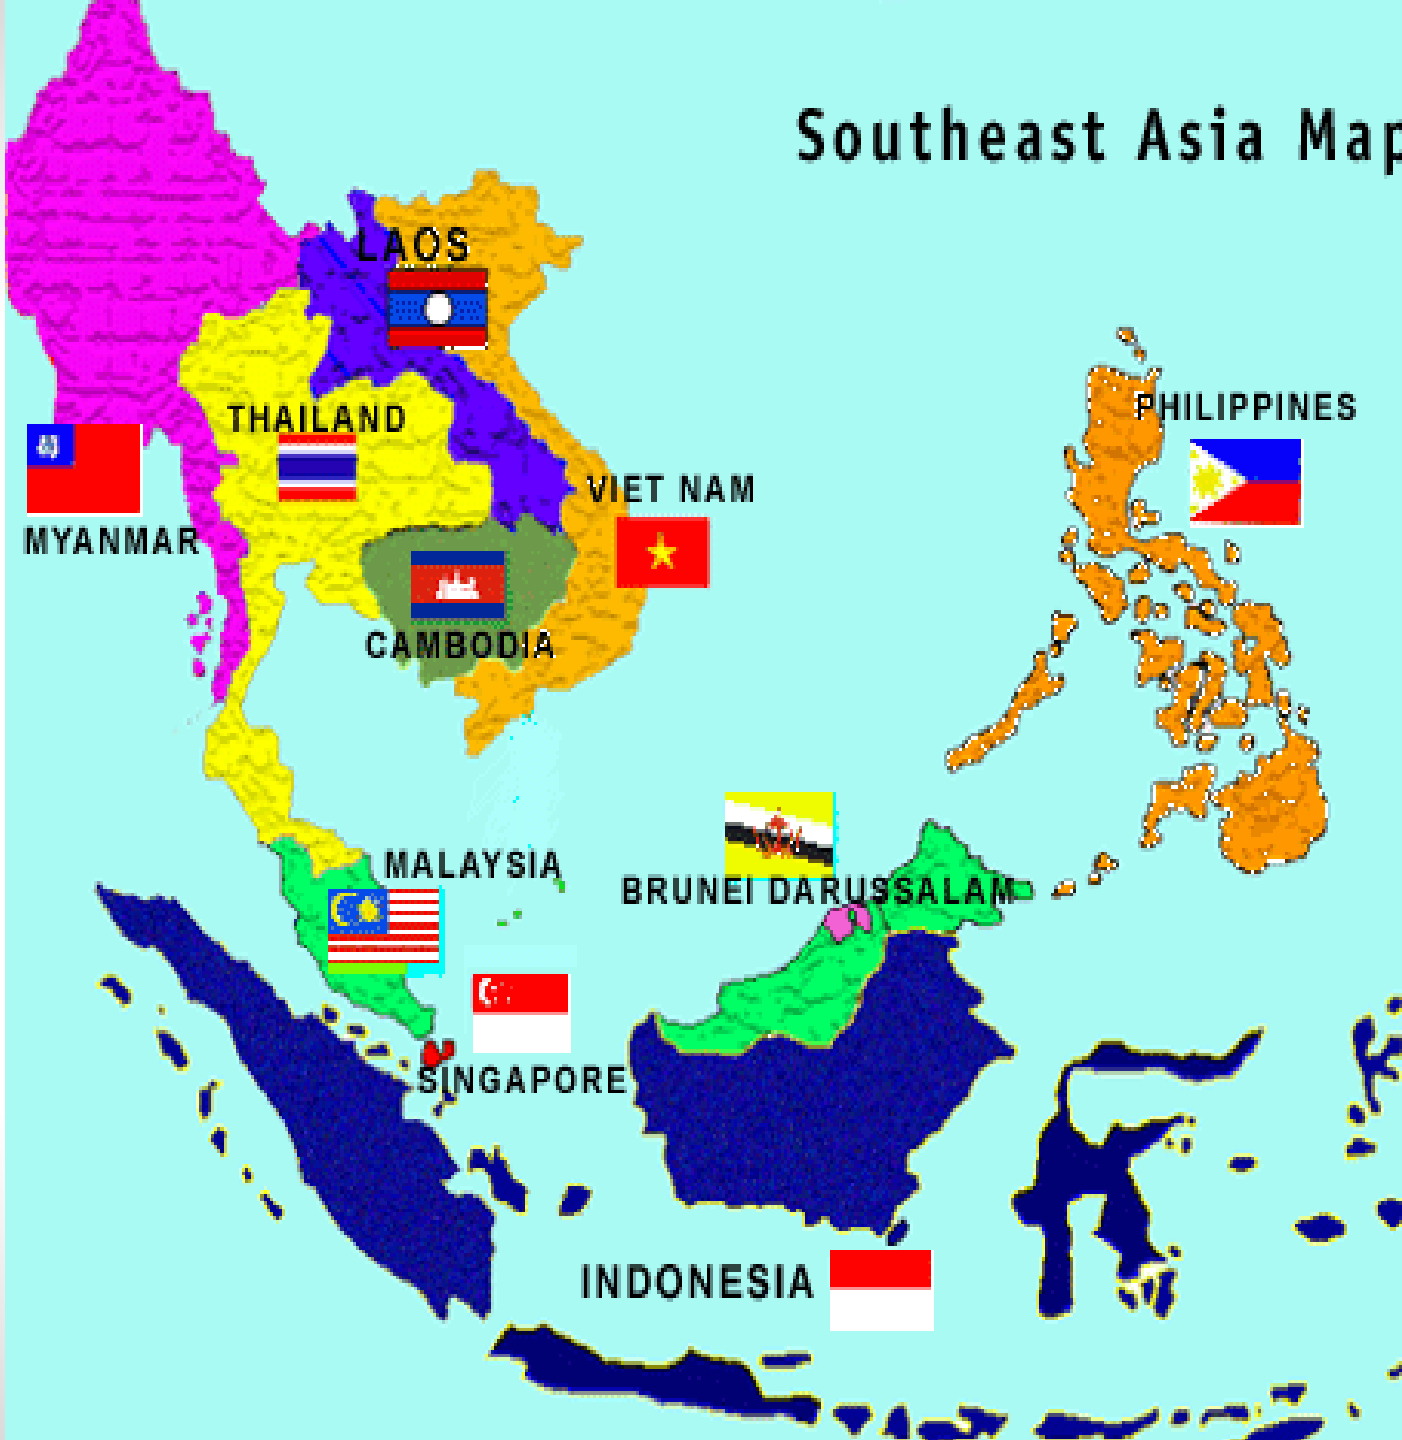 Southeast Asia Map
LAOS
THAILAND
PHILIPPINES
VIET NAM
MYANMAR
CAMBODIA
MALAYSIA
BRUNEI DARUSSALAM
SINGAPORE
INDONESIA